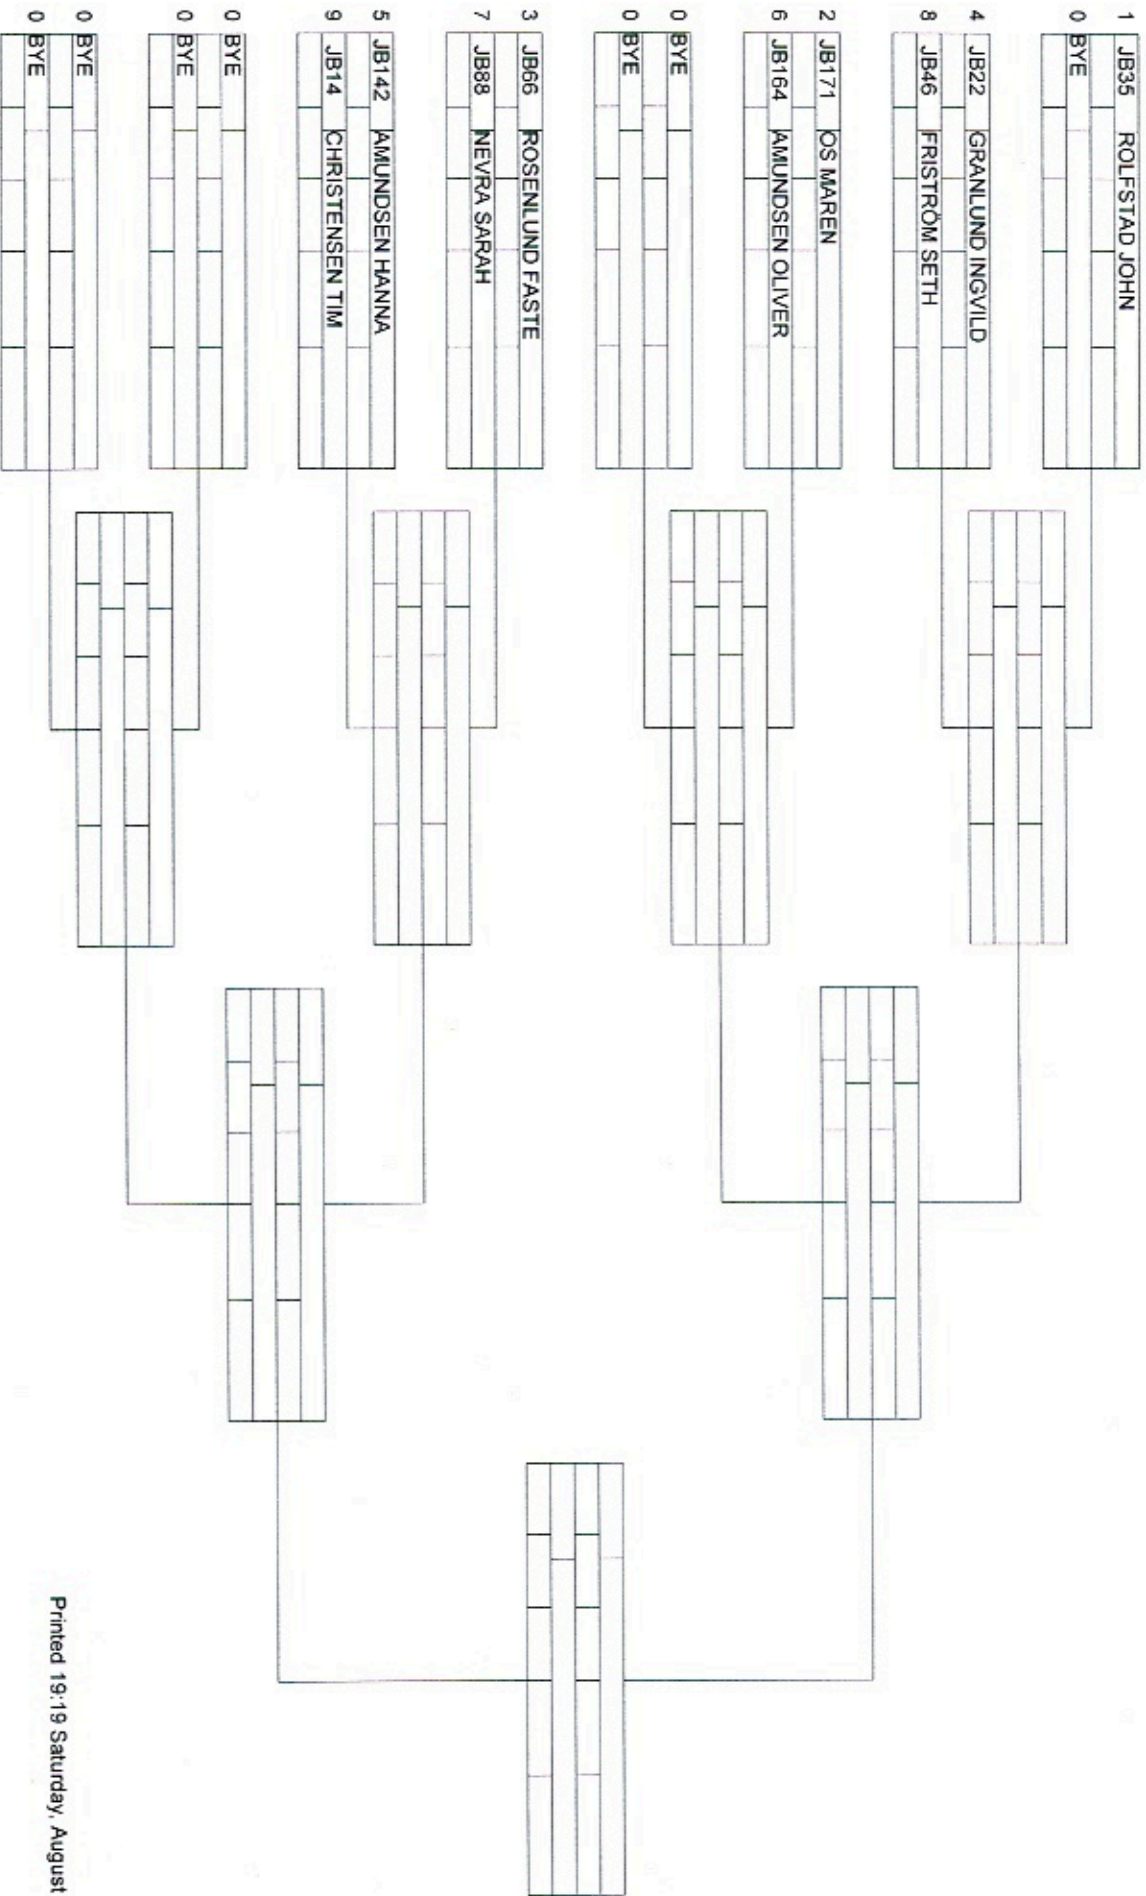 1 JB35 ROLFSTAD JOHN
0 BYE
4 JB22 GRANLUND INGVILD
8 JB46 FRISTRÖM SETH
2 JB171 OS MAREN
6 JB164 AMUNDSEN OLIVER
0 BYE
0 BYE
3 JB66 ROSENLUND FASTE
7 JB88 NEVRA SARAH
5 JB142 AMUNDSEN HANNA
9 JB14 CHRISTENSEN TIM
0 BYE
0 BYE
0 BYE
0 BYE
Printed 19:19 Saturday, August